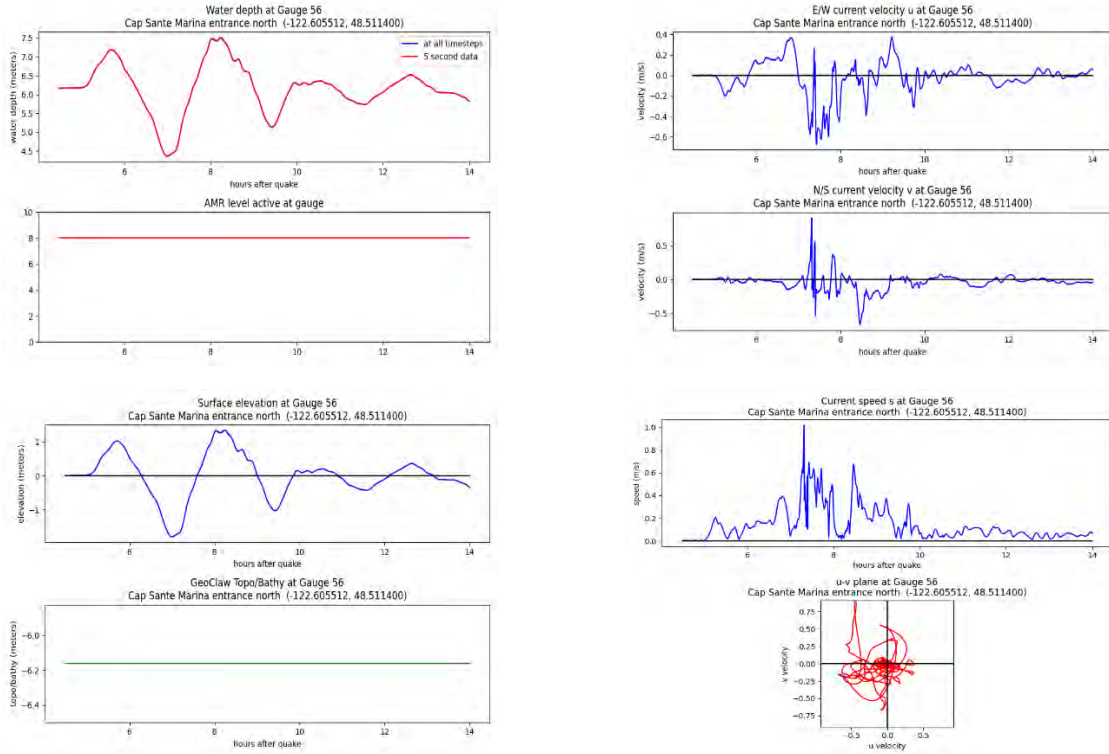 Water depth at Gauge 56
Cap Sante Marina entrance north (-122.605512, 48.511400)
7.5
7.0
6.5
6.0
5.5
5.0
4.5
water depth (meters)
at all timesteps
5 second data
6
8
10
12
14
hours after quake
AMR level active at gauge
10
8
6
4
2
0
6
8
10
12
14
Surface elevation at Gauge 56
Cap Sante Marina entrance north (-122.605512, 48.511400)
1
0
−1
elevation (meters)
6
8
10
12
14
hours after quake
GeoClaw Topo/Bathy at Gauge 56
Cap Sante Marina entrance north (-122.605512, 48.511400)
−6.0
−6.2
−6.4
topo/bathy (meters)
6
8
10
12
14
hours after quake
E/W current velocity u at Gauge 56
Cap Sante Marina entrance north (-122.605512, 48.511400)
0.4
0.2
0.0
−0.2
−0.4
−0.6
velocity (m/s)
6
8
10
12
14
hours after quake
N/S current velocity v at Gauge 56
Cap Sante Marina entrance north (-122.605512, 48.511400)
0.5
0.0
−0.5
velocity (m/s)
6
8
10
12
14
hours after quake
Current speed s at Gauge 56
Cap Sante Marina entrance north (-122.605512, 48.511400)
1.0
0.8
0.6
0.4
0.2
0.0
speed (m/s)
6
8
10
12
14
hours after quake
u-v plane at Gauge 56
Cap Sante Marina entrance north (-122.605512, 48.511400)
0.75
0.50
0.25
0.00
−0.25
−0.50
−0.75
v velocity
−0.5
0.0
0.5
u velocity